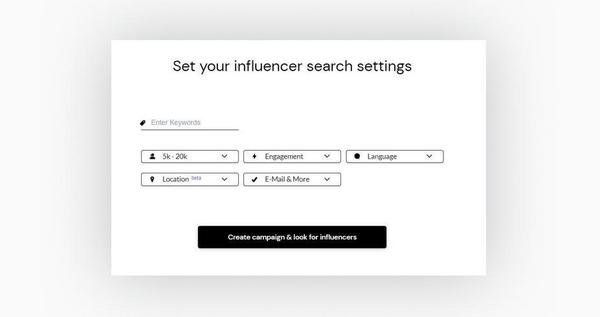 Set your influencer search settings
Enter Keywords
5k - 20k
Engagement
Language
Location beta
E-Mail & More
Create campaign & look for influencers